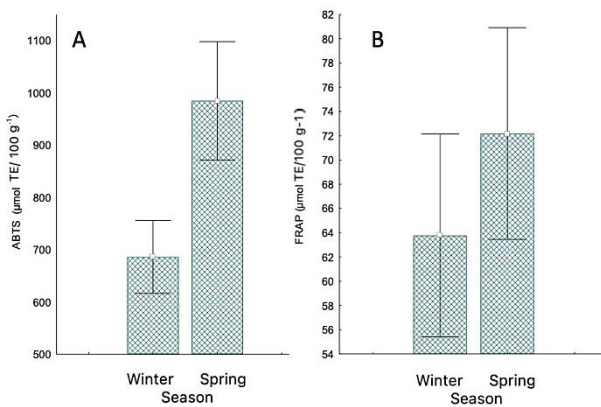 A
1100
1000
900
800
700
600
500
ABTS (µmol TE/ 100 g-1)
Winter Spring
Season
B
82
80
78
76
74
72
70
68
66
64
62
60
58
56
54
FRAP (µmol TE/100 g-1)
Winter Spring
Season